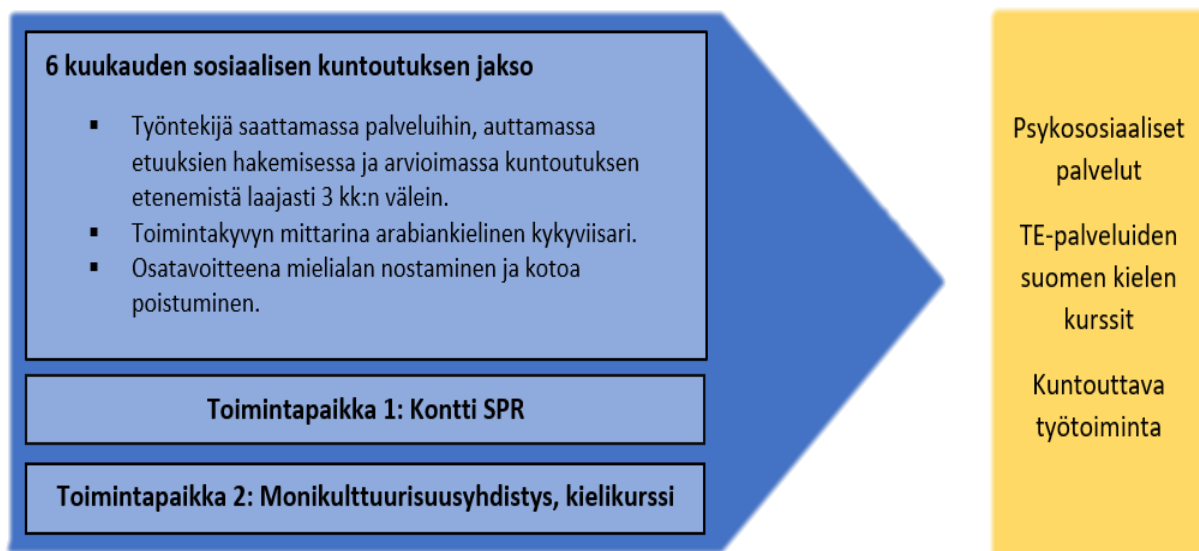 6 kuukauden sosiaalisen kuntoutuksen jakso
▪ Työntekijä saattamassa palveluihin, auttamassa
etuuksien hakemisessa ja arvioimassa kuntoutuksen
etenemistä laajasti 3 kk:n välein.
▪ Toimintakyvyn mittarina arabiankielinen kykyviisari.
▪ Osatavoitteena mielialan nostaminen ja kotoa
poistuminen.
Toimintapaikka 1: Kontti SPR
Toimintapaikka 2: Monikulttuurisuusyhdistys, kielikurssi
Psykososiaaliset
palvelut
TE-palveluiden
suomen kielen
kurssit
Kuntouttava
työtoiminta